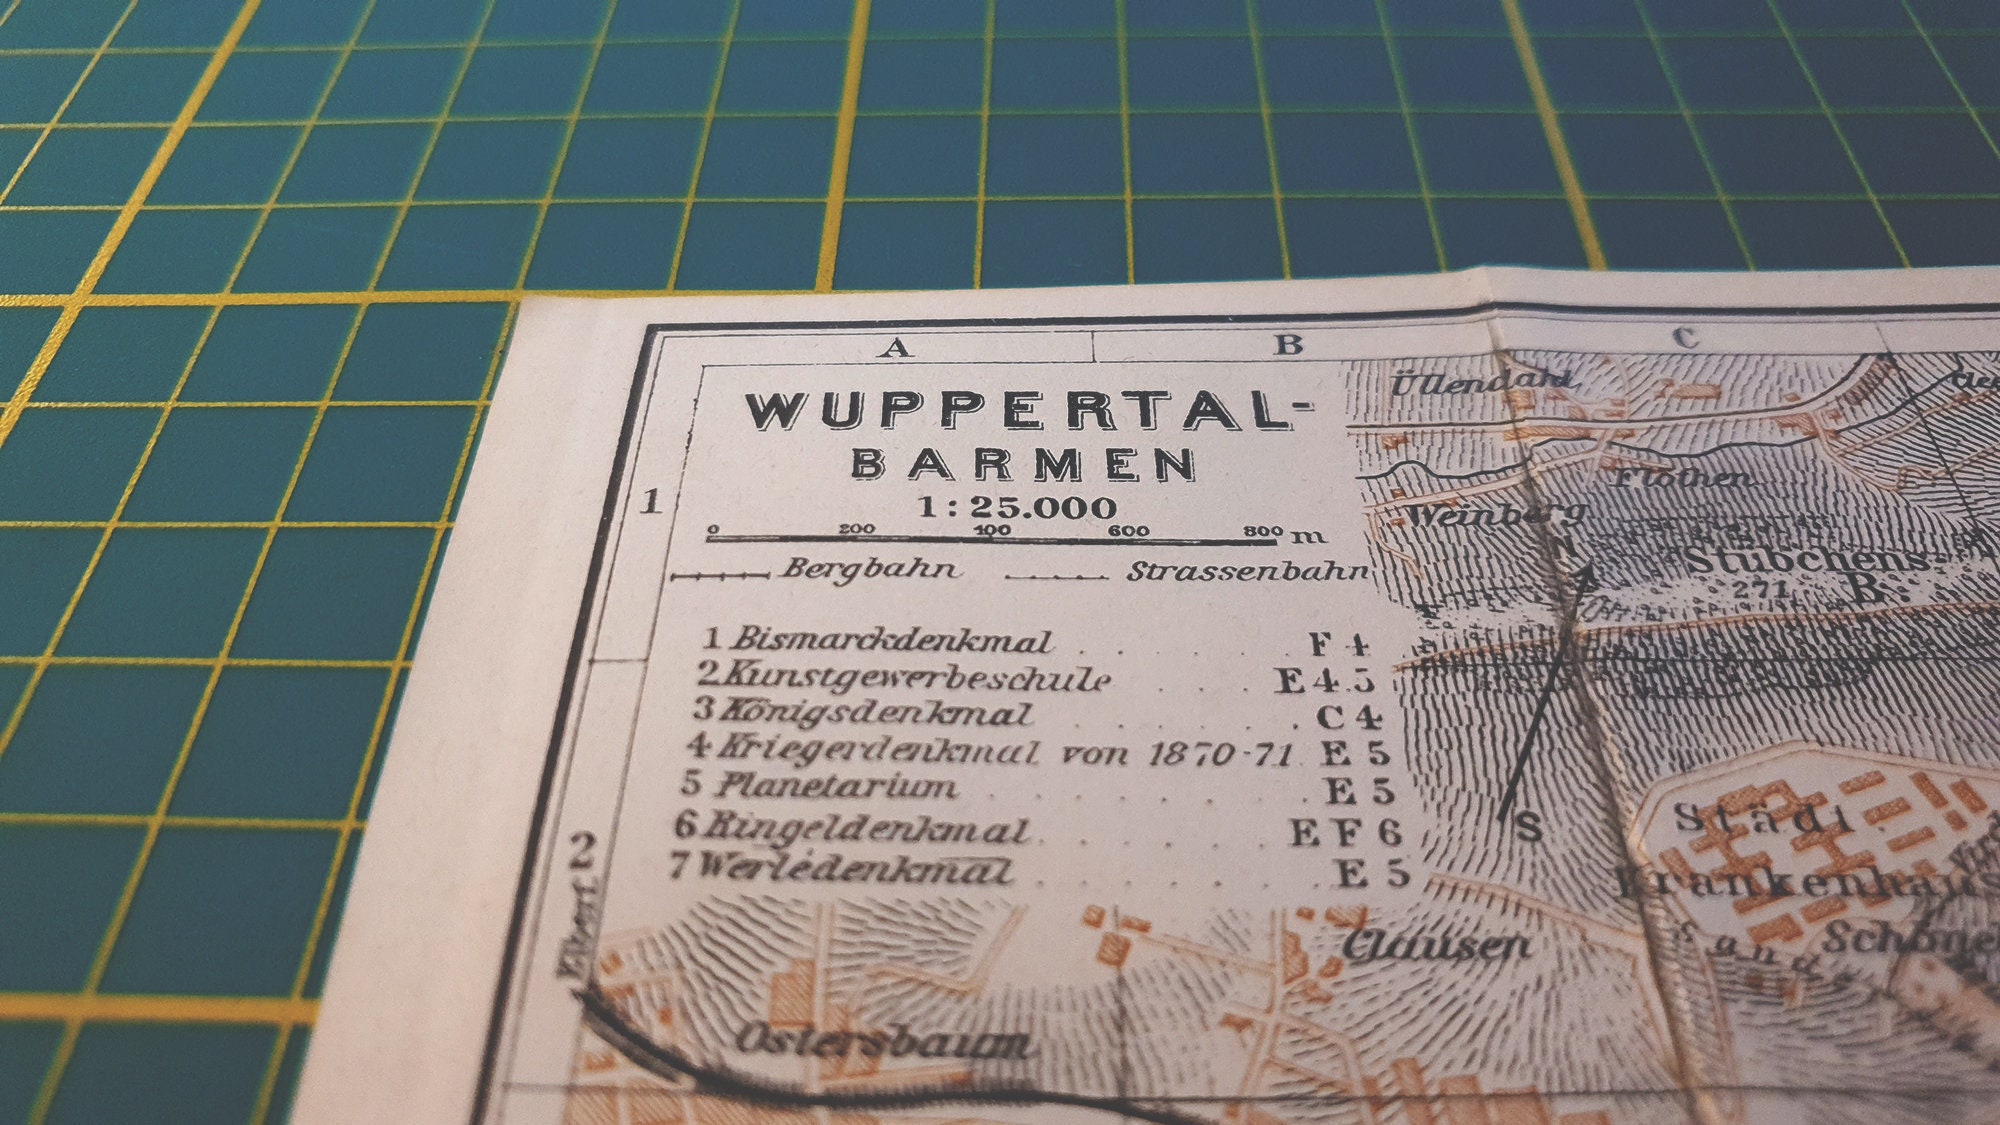 A B C
WUPPERTAL-
BARMEN
1:25.000
0 200 100 600 800 m
Bergbahn Strassenbahn
1 Bismarckdenkmal . . . . F 4
2 Kunstgewerbeschule . . . E 4.5
3 Königsdenkmal . . . . . C 4
4 Kriegerdenkmal von 1870-71 E 5
5 Planetarium . . . . . . E 5
6 Ringeldenkmal . . . . . E F 6
7 Werlédenkmal . . . . . E 5
1
2
Üllendahl
Flothen
Weinberg
N
Stübchens-
271 B.
S
Städt.
Krankenhaus
Clausen
Ostersbaum